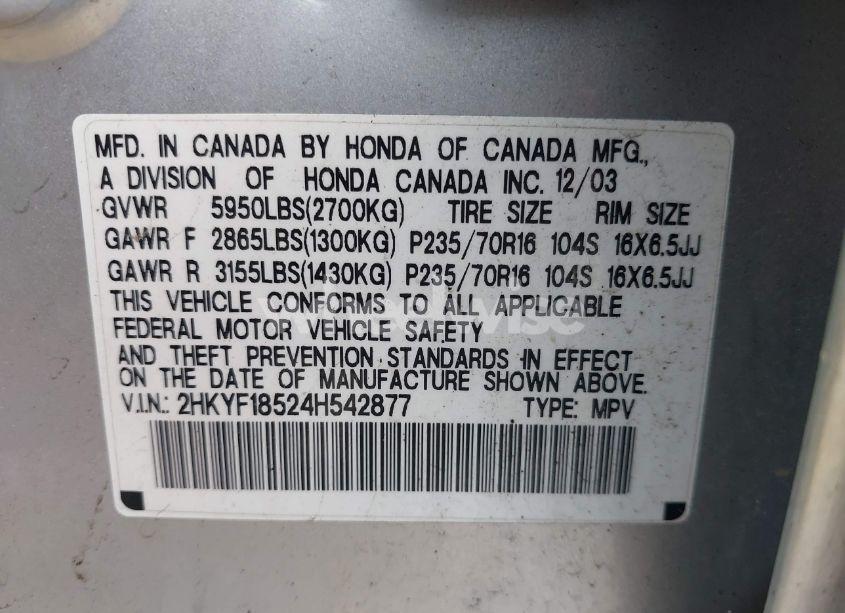 MFD. IN CANADA BY HONDA OF CANADA MFG.,
A DIVISION OF HONDA CANADA INC. 12/03
GVWR 5950LBS(2700KG) TIRE SIZE RIM SIZE
GAWR F 2865LBS(1300KG) P235/70R16 104S 16X6.5JJ
GAWR R 3155LBS(1430KG) P235/70R16 104S 16X6.5JJ
THIS VEHICLE CONFORMS TO ALL APPLICABLE
FEDERAL MOTOR VEHICLE SAFETY
AND THEFT PREVENTION STANDARDS IN EFFECT
ON THE DATE OF MANUFACTURE SHOWN ABOVE.
V.I.N.: 2HKYF18524H542877 TYPE: MPV